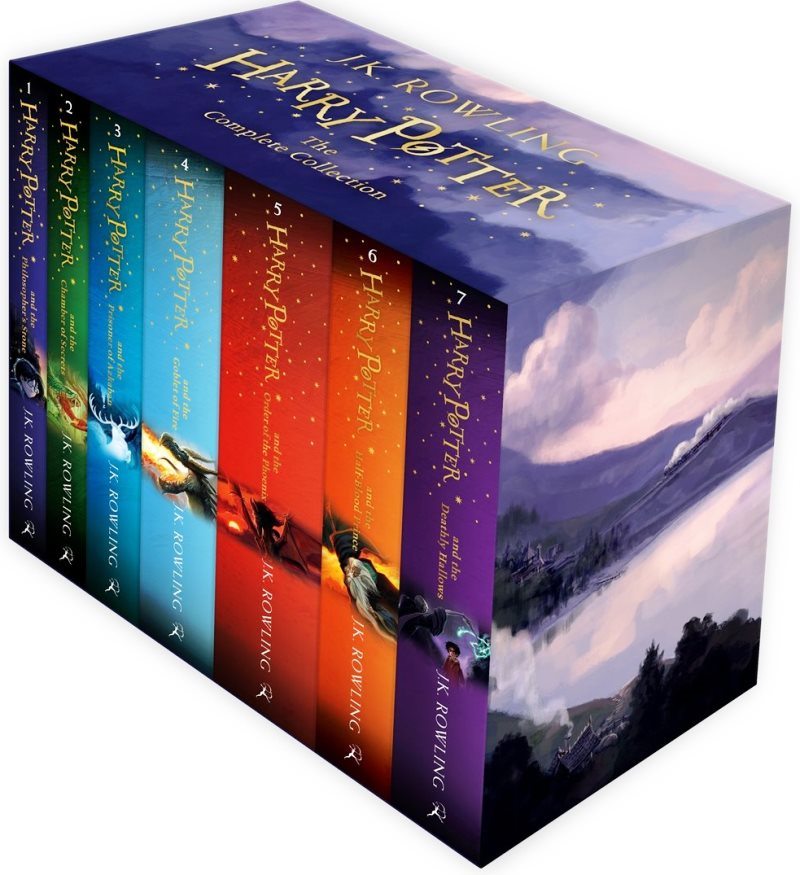 J.K. ROWLING
HARRY POTTER
The
Complete Collection
1
HARRY POTTER
and the
Philosopher's Stone
J.K. ROWLING
2
HARRY POTTER
and the
Chamber of Secrets
J.K. ROWLING
3
HARRY POTTER
and the
Prisoner of Azkaban
J.K. ROWLING
4
HARRY POTTER
and the
Goblet of Fire
J.K. ROWLING
5
HARRY POTTER
and the
Order of the Phoenix
J.K. ROWLING
6
HARRY POTTER
and the
Half-Blood Prince
J.K. ROWLING
7
HARRY POTTER
and the
Deathly Hallows
J.K. ROWLING